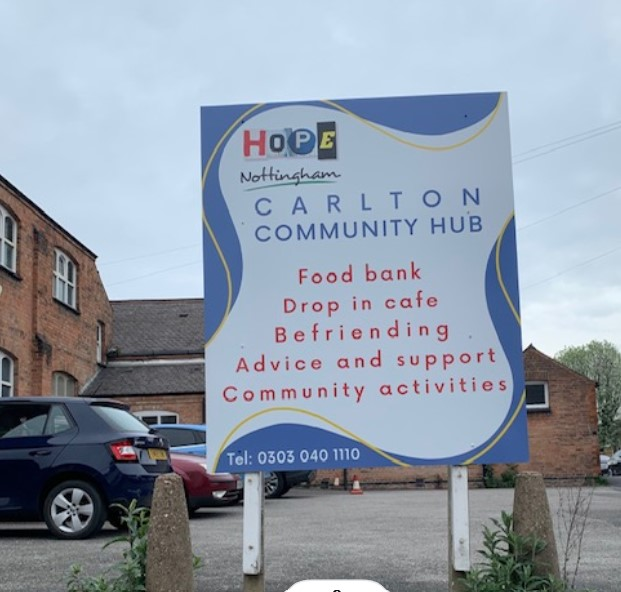 HOPE
Nottingham
CARLTON
COMMUNITY HUB
Food bank
Drop in cafe
Befriending
Advice and support
Community activities
Tel: 0303 040 1110